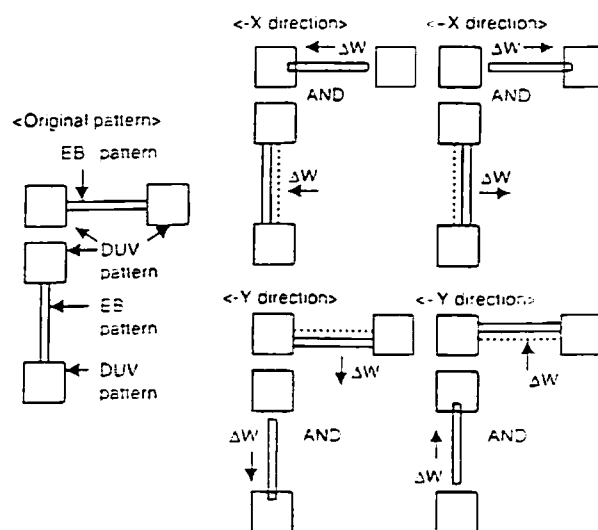 <Original pattern>
EB pattern
DUV pattern
EB pattern
DUV pattern
<-X direction>
ΔW
AND
ΔW
<-X direction>
ΔW
AND
ΔW
<-Y direction>
ΔW
ΔW
AND
<-Y direction>
ΔW
AND
ΔW